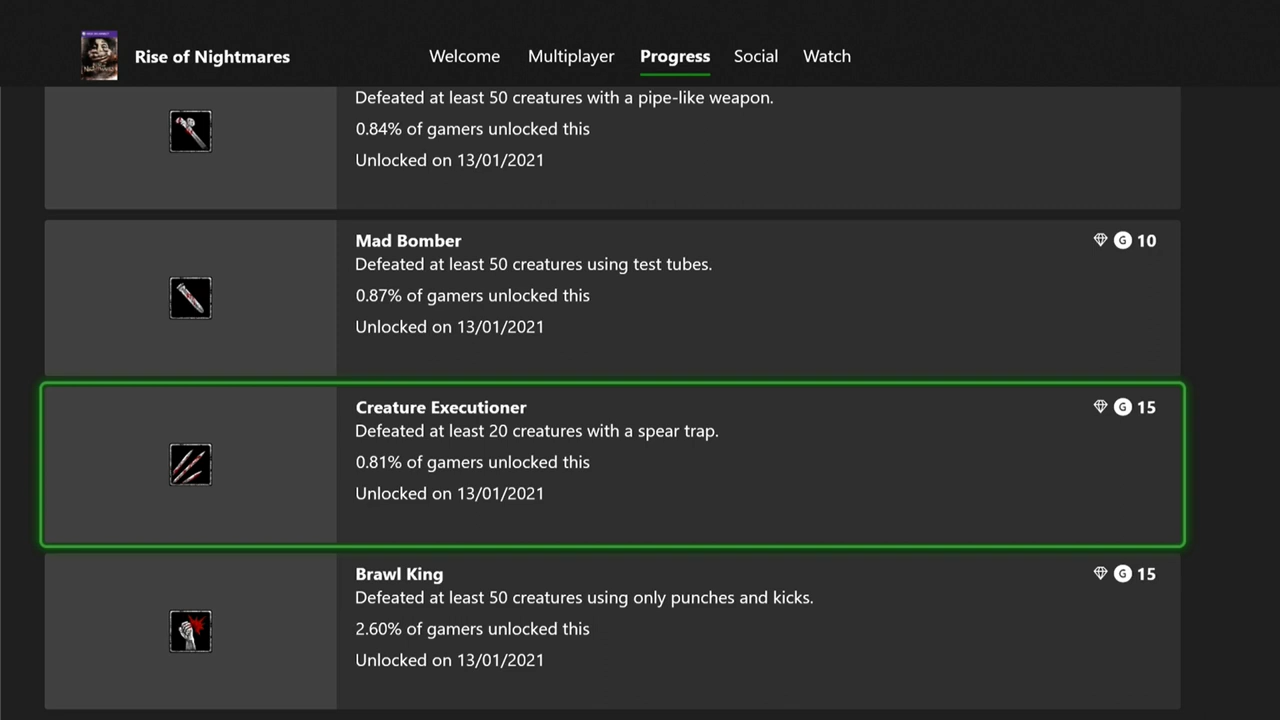 Rise of Nightmares
Welcome Multiplayer Progress Social Watch
Defeated at least 50 creatures with a pipe-like weapon.
0.84% of gamers unlocked this
Unlocked on 13/01/2021
Mad Bomber
G 10
Defeated at least 50 creatures using test tubes.
0.87% of gamers unlocked this
Unlocked on 13/01/2021
Creature Executioner
G 15
Defeated at least 20 creatures with a spear trap.
0.81% of gamers unlocked this
Unlocked on 13/01/2021
Brawl King
G 15
Defeated at least 50 creatures using only punches and kicks.
2.60% of gamers unlocked this
Unlocked on 13/01/2021